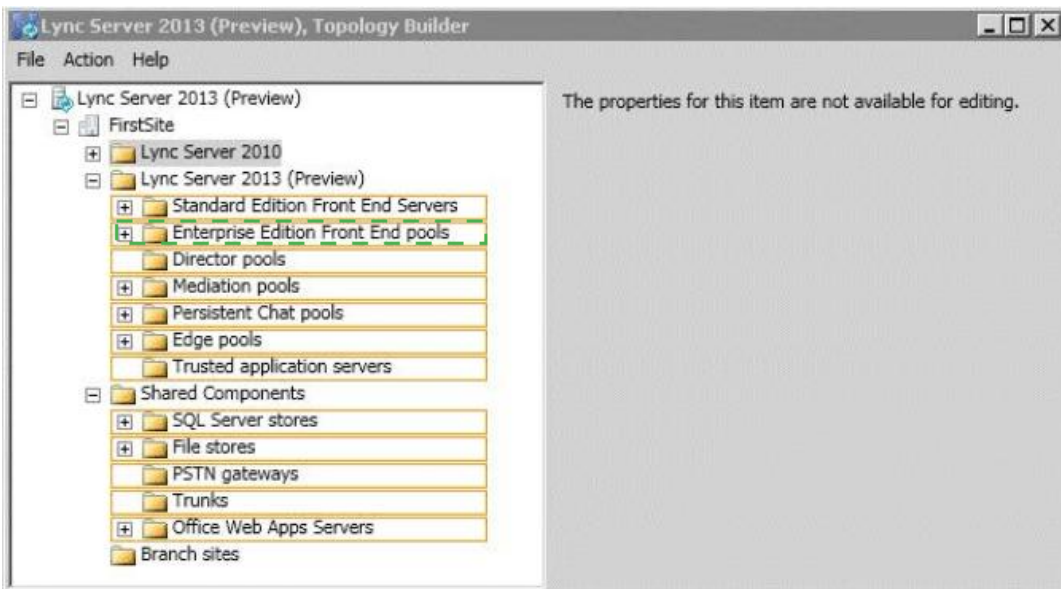 Lync Server 2013 (Preview), Topology Builder
File Action Help
Lync Server 2013 (Preview)
The properties for this item are not available for editing.
FirstSite
Lync Server 2010
Lync Server 2013 (Preview)
Standard Edition Front End Servers
Enterprise Edition Front End pools
Director pools
Mediation pools
Persistent Chat pools
Edge pools
Trusted application servers
Shared Components
SQL Server stores
File stores
PSTN gateways
Trunks
Office Web Apps Servers
Branch sites